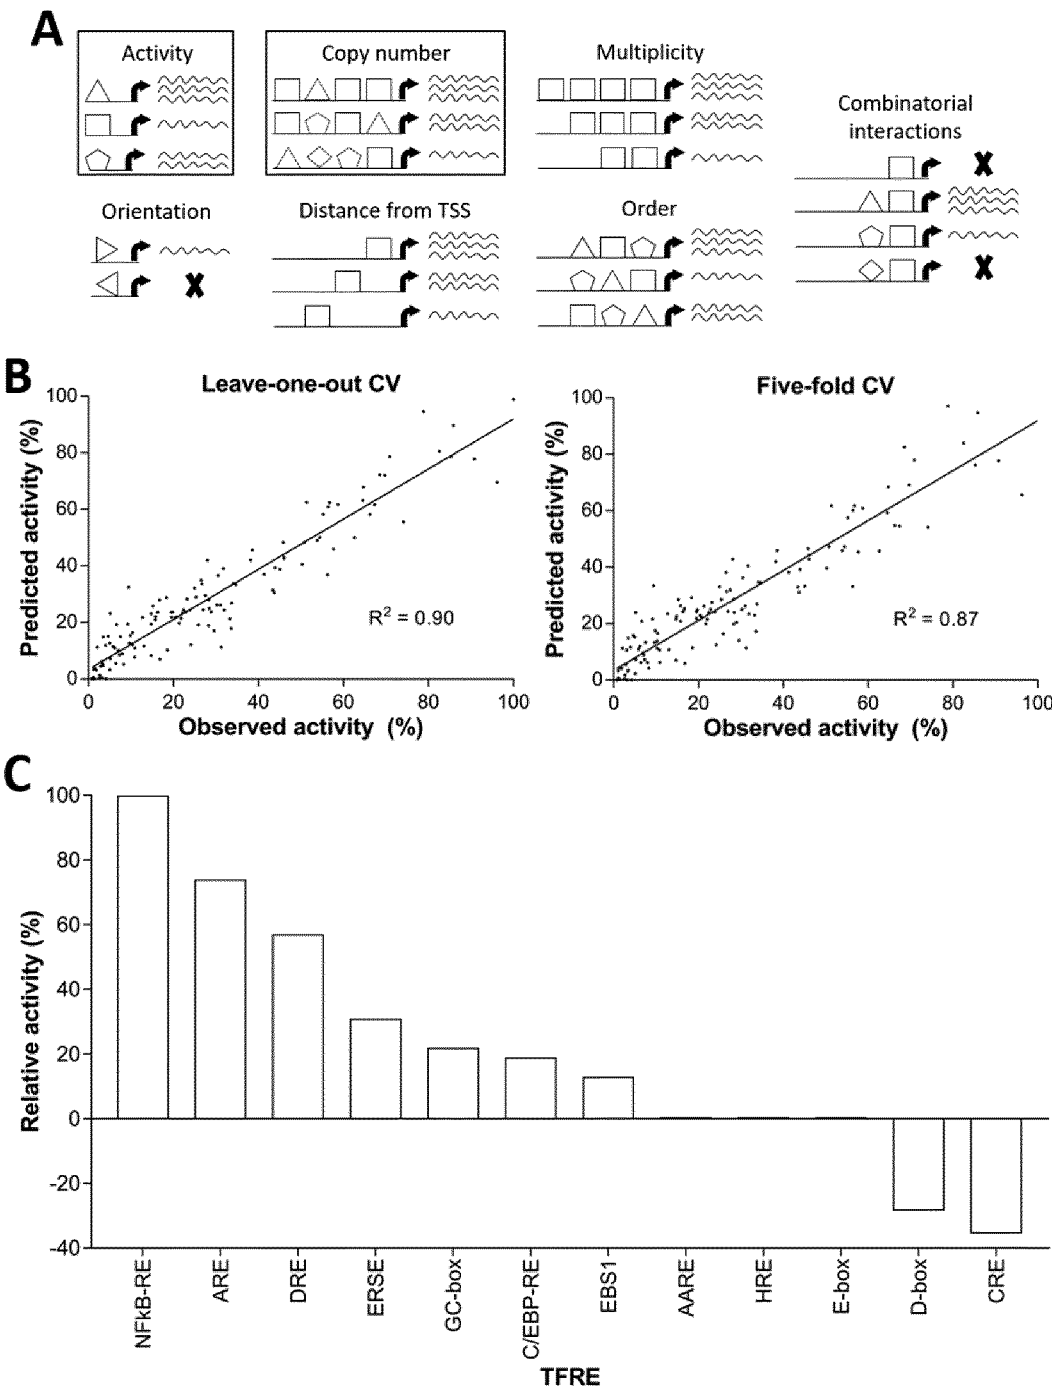 A
Activity
Copy number
Multiplicity
Combinatorial
interactions
Orientation
Distance from TSS
Order
B
Leave-one-out CV
Predicted activity (%)
100
80
60
40
20
0
R² = 0.90
0 20 40 60 80 100
Observed activity (%)
Five-fold CV
Predicted activity (%)
100
80
60
40
20
0
R² = 0.87
0 20 40 60 80 100
Observed activity (%)
C
Relative activity (%)
100
80
60
40
20
0
-20
-40
NFkB-RE
ARE
DRE
ERSE
GC-box
C/EBP-RE
EBS1
AARE
HRE
E-box
D-box
CRE
TFRE